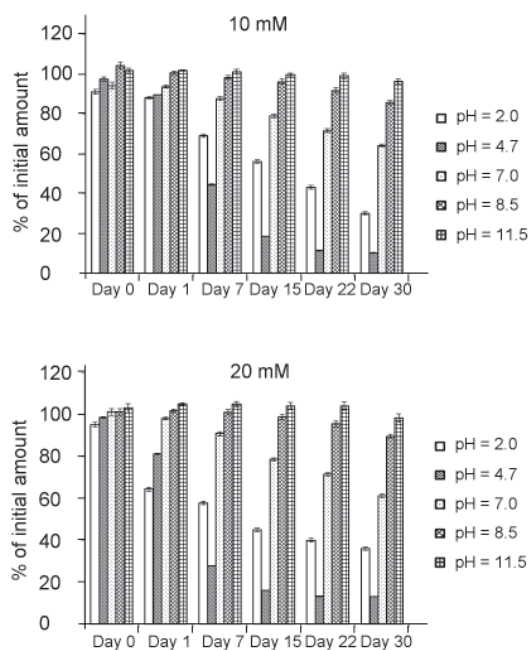 10 mM
% of initial amount
120
100
80
60
40
20
0
Day 0 Day 1 Day 7 Day 15 Day 22 Day 30
pH = 2.0
pH = 4.7
pH = 7.0
pH = 8.5
pH = 11.5
20 mM
% of initial amount
120
100
80
60
40
20
0
Day 0 Day 1 Day 7 Day 15 Day 22 Day 30
pH = 2.0
pH = 4.7
pH = 7.0
pH = 8.5
pH = 11.5